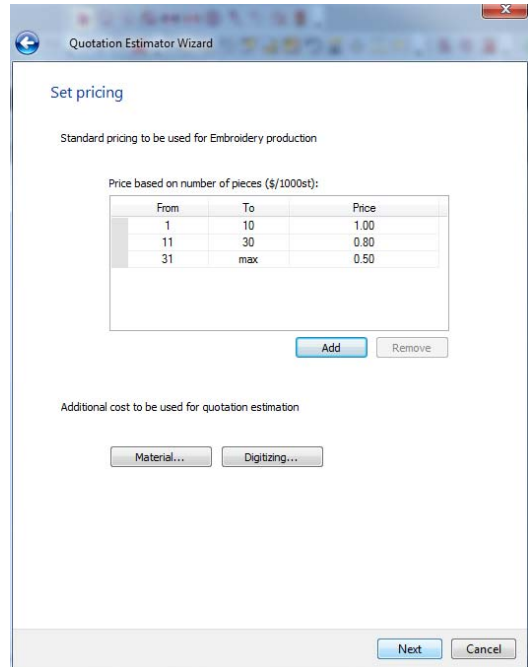 Quotation Estimator Wizard
Set pricing
Standard pricing to be used for Embroidery production
Price based on number of pieces ($/1000st):
From To Price
1 10 1.00
11 30 0.80
31 max 0.50
Add Remove
Additional cost to be used for quotation estimation
Material... Digitizing...
Next Cancel